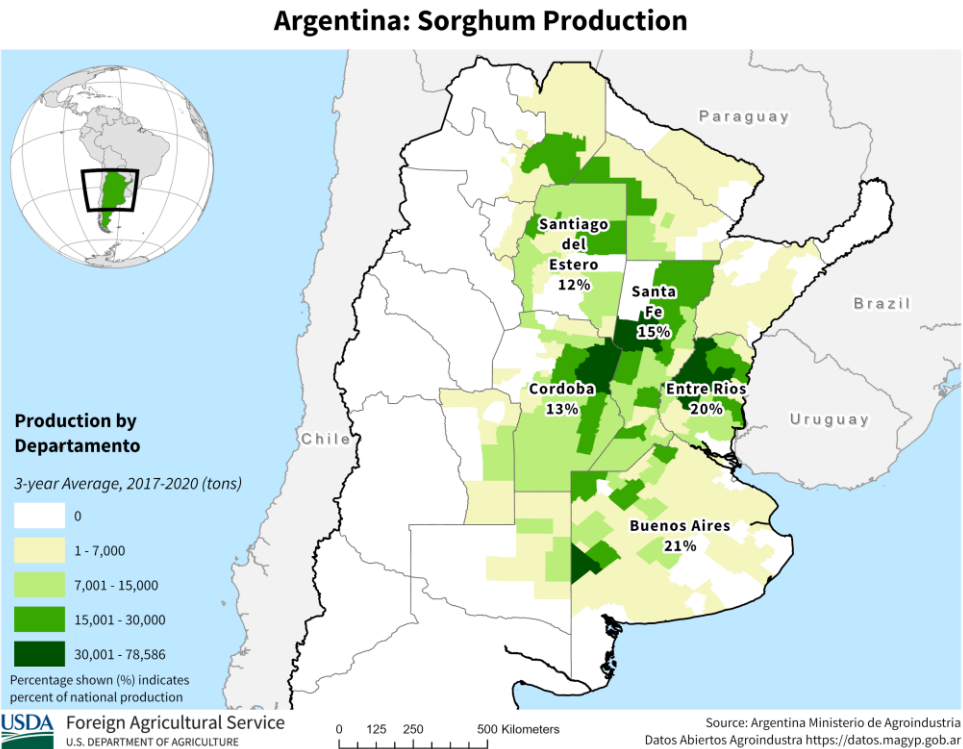 Argentina: Sorghum Production
Paraguay
Santiago
del
Estero
12%
Santa
Fe
15%
Brazil
Cordoba
13%
Entre Rios
20%
Uruguay
Chile
Buenos Aires
21%
Production by
Departamento
3-year Average, 2017-2020 (tons)
0
1 - 7,000
7,001 - 15,000
15,001 - 30,000
30,001 - 78,586
Percentage shown (%) indicates
percent of national production
USDA
Foreign Agricultural Service
U.S. DEPARTMENT OF AGRICULTURE
0 125 250 500 Kilometers
Source: Argentina Ministerio de Agroindustria
Datos Abiertos Agroindustra https://datos.magyp.gob.ar